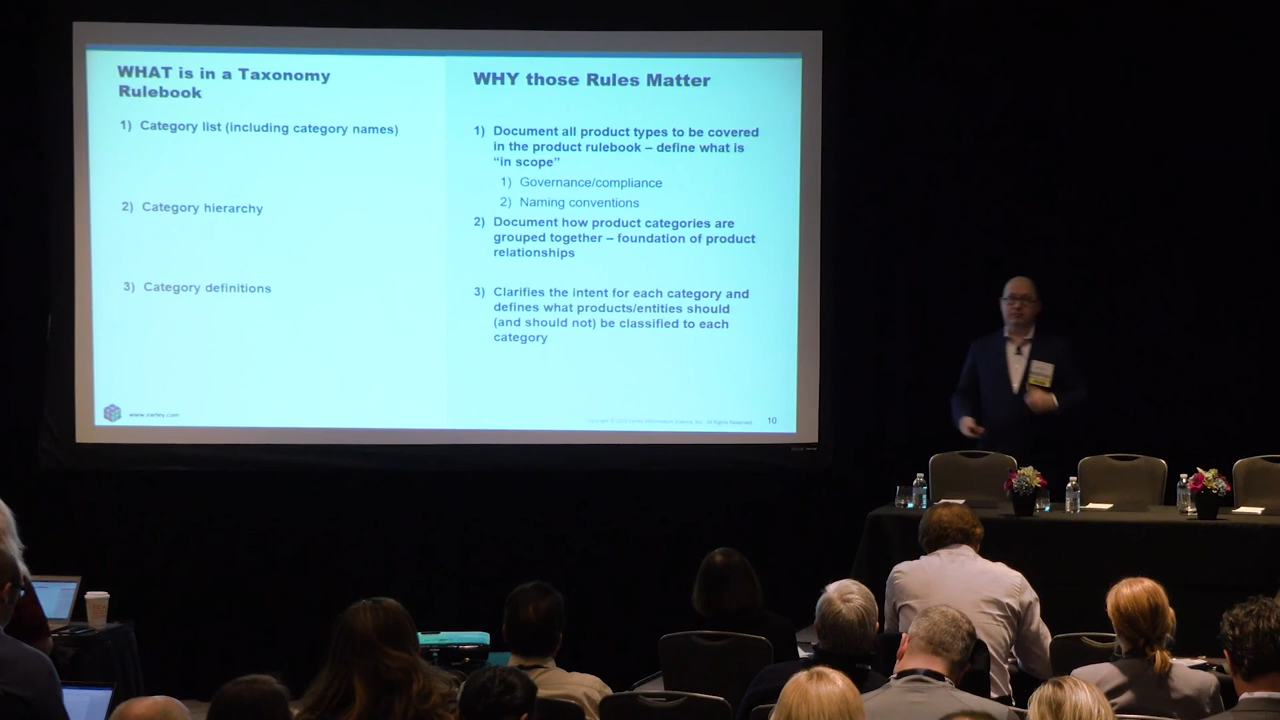 WHAT is in a Taxonomy
Rulebook
1) Category list (including category names)
2) Category hierarchy
3) Category definitions
WHY those Rules Matter
1) Document all product types to be covered
in the product rulebook – define what is
“in scope”
1) Governance/compliance
2) Naming conventions
2) Document how product categories are
grouped together – foundation of product
relationships
3) Clarifies the intent for each category and
defines what products/entities should
(and should not) be classified to each
category
www.earley.com
10